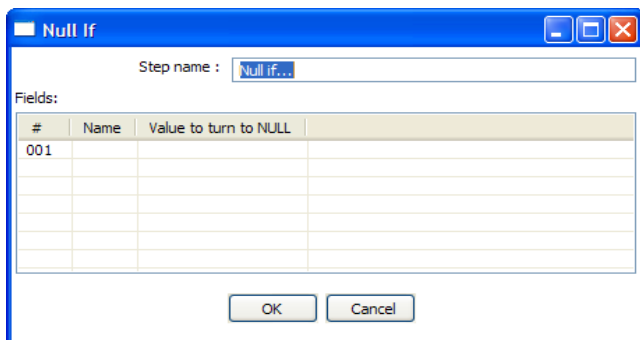 Null If
Step name : Null if...
Fields:
# Name Value to turn to NULL
001
OK Cancel